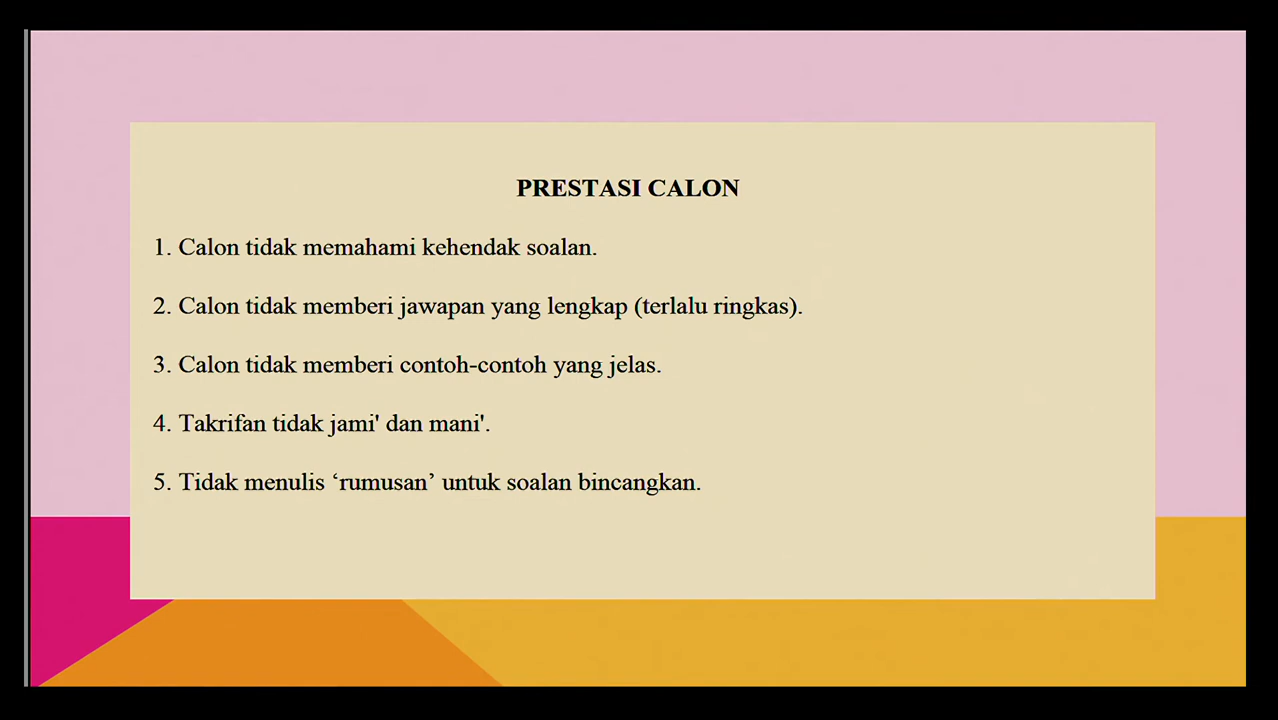 PRESTASI CALON
1. Calon tidak memahami kehendak soalan.
2. Calon tidak memberi jawapan yang lengkap (terlalu ringkas).
3. Calon tidak memberi contoh-contoh yang jelas.
4. Takrifan tidak jami' dan mani'.
5. Tidak menulis ‘rumusan’ untuk soalan bincangkan.